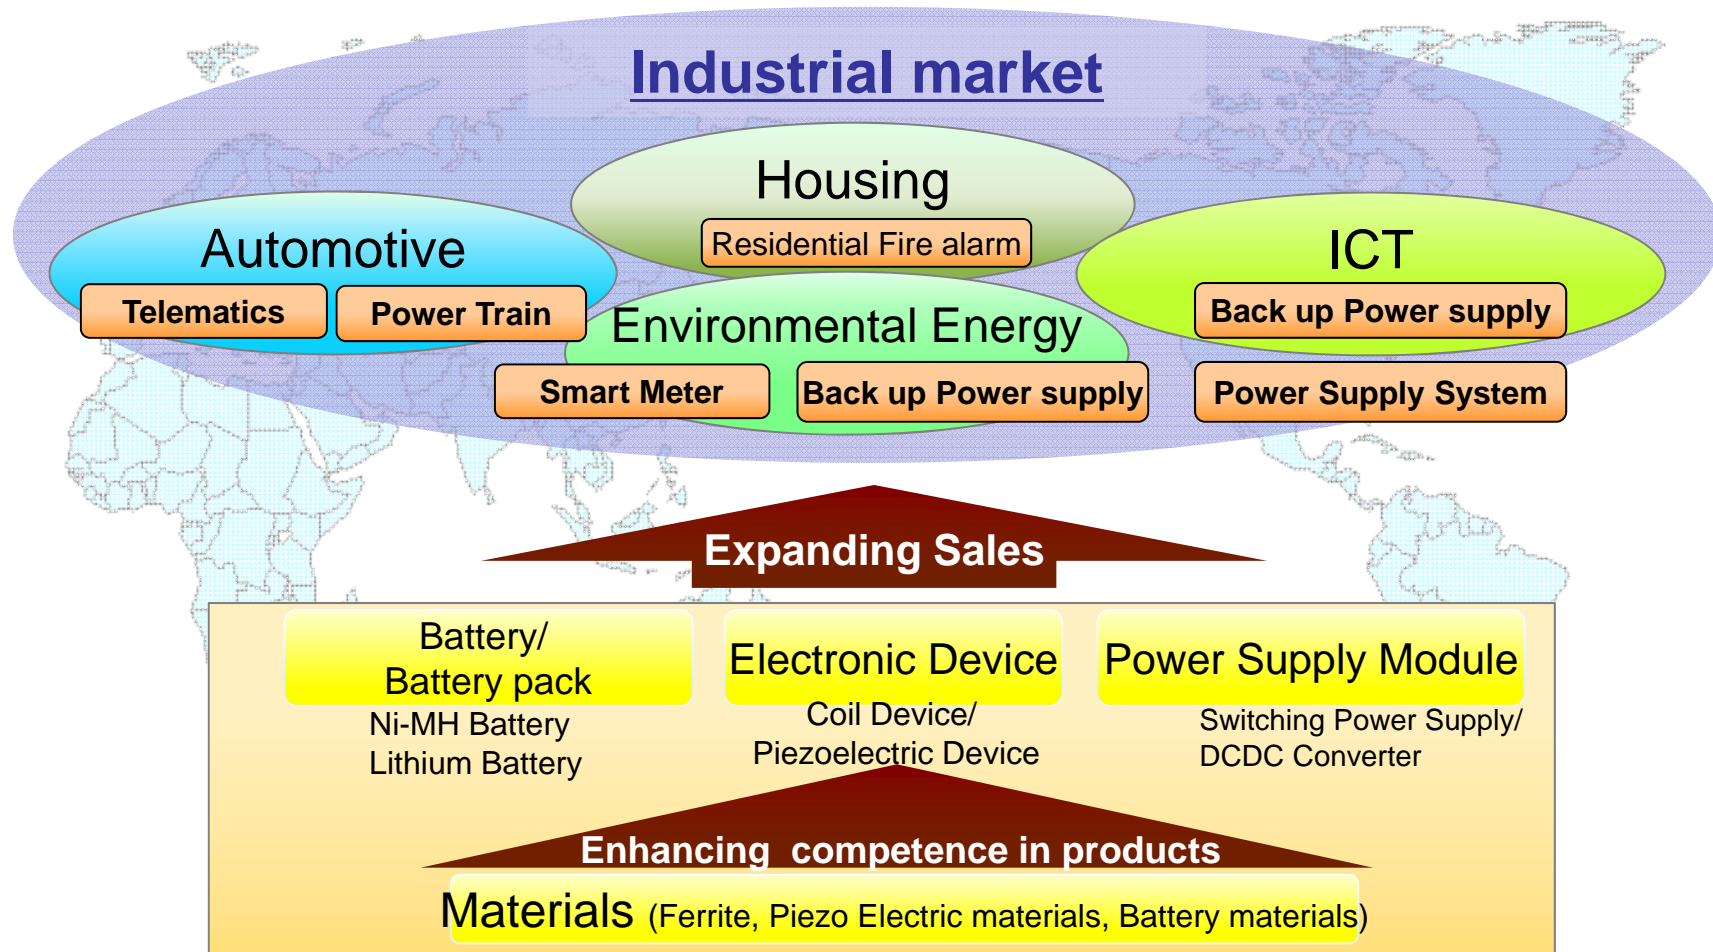 Industrial market
Housing
Residential Fire alarm
Automotive
Telematics
Power Train
ICT
Back up Power supply
Power Supply System
Environmental Energy
Smart Meter
Back up Power supply
Expanding Sales
Battery/
Battery pack
Ni-MH Battery
Lithium Battery
Electronic Device
Coil Device/
Piezoelectric Device
Power Supply Module
Switching Power Supply/
DCDC Converter
Enhancing competence in products
Materials (Ferrite, Piezo Electric materials, Battery materials)